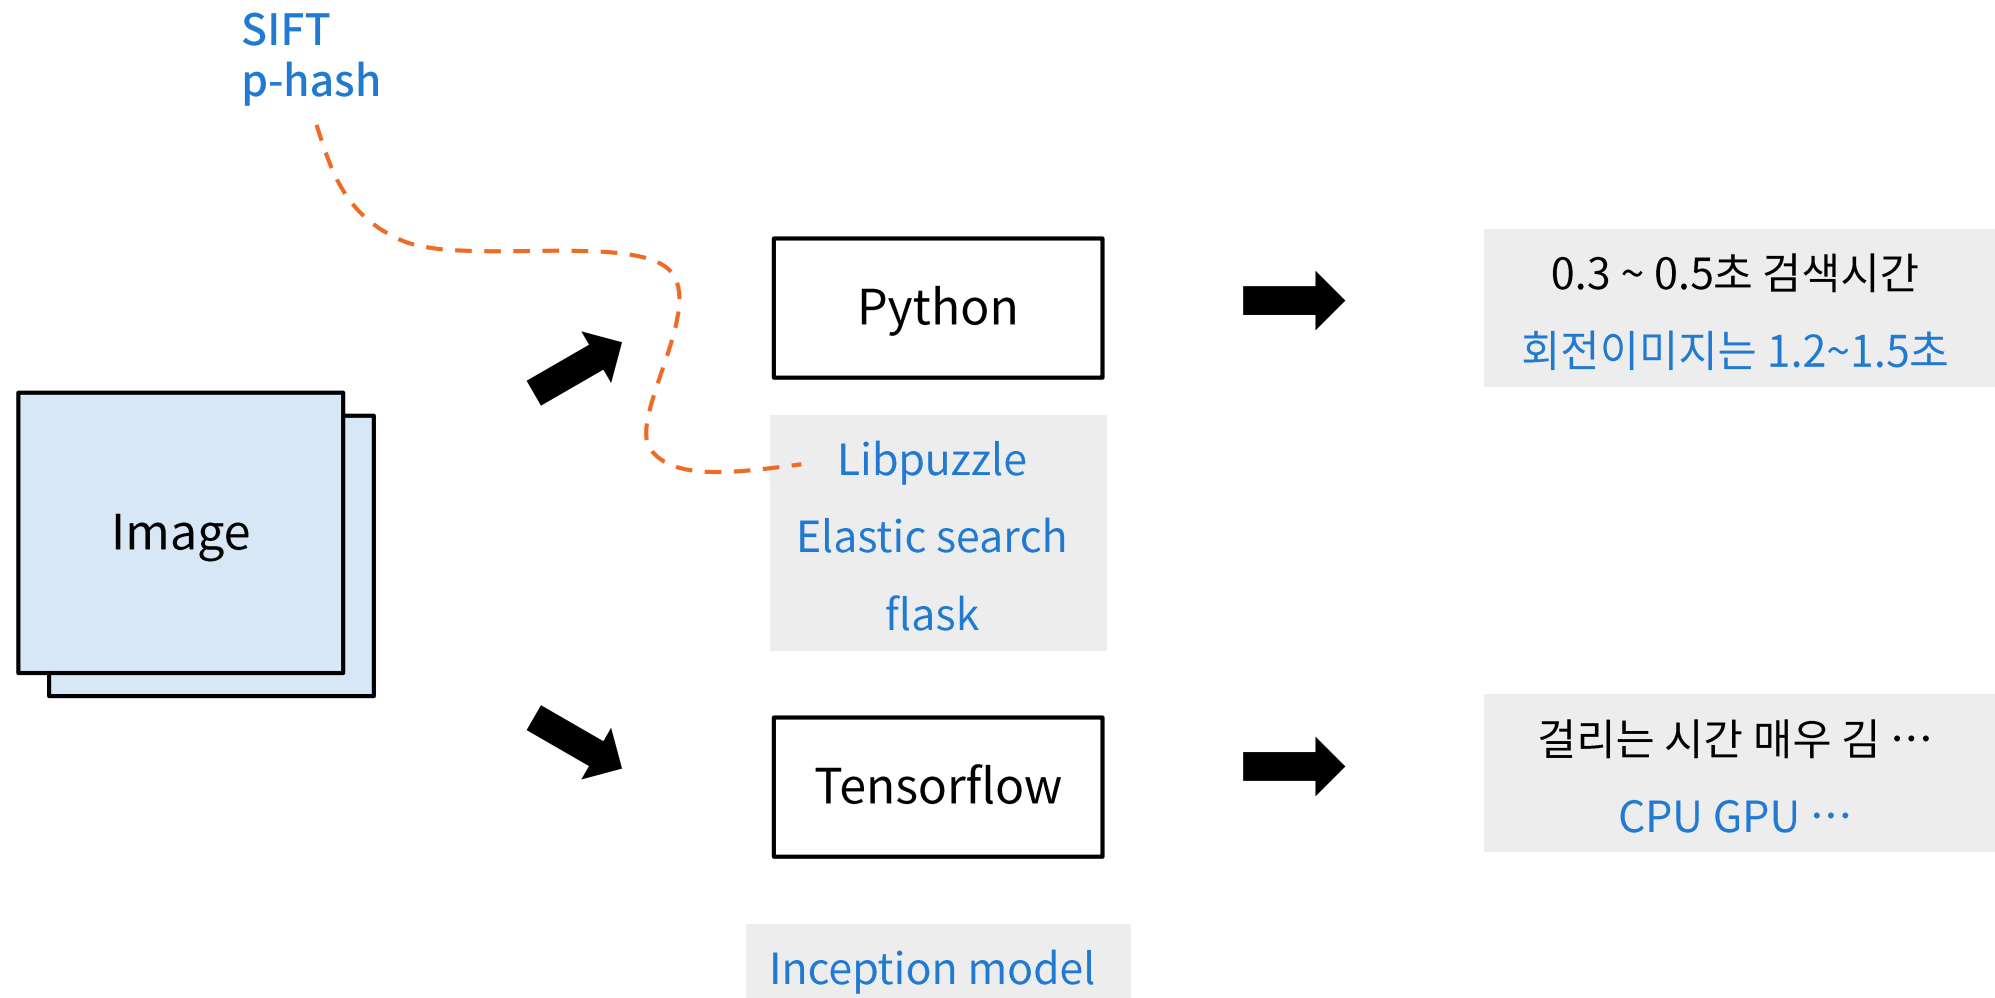 SIFT
p-hash
Image
Python
Libpuzzle
Elastic search
flask
0.3 ~ 0.5초 검색시간
회전이미지는 1.2~1.5초
Tensorflow
Inception model
걸리는 시간 매우 김 …
CPU GPU …